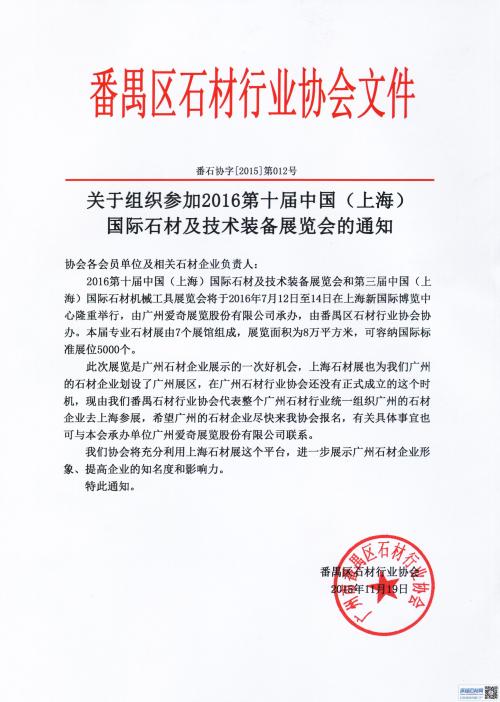 番禺区石材行业协会文件
番石协字[2015]第012号
关于组织参加2016第十届中国（上海）
国际石材及技术装备展览会的通知
协会各会员单位及相关石材企业负责人：
2016第十届中国（上海）国际石材及技术装备展览会和第三届中国（上
海）国际石材机械工具展览会将于2016年7月12日至14日在上海新国际博览中
心隆重举行，由广州爱奇展览股份有限公司承办，由番禺区石材行业协会协
办。本届专业石材展由7个展馆组成，展览面积为8万平方米，可容纳国际标
准展位5000个。
此次展览是广州石材企业展示的一次好机会，上海石材展也为我们广州
的石材企业划设了广州展区，在广州石材行业协会还没有正式成立的这个时
机，现由我们番禺石材行业协会代表整个广州石材行业统一组织广州的石材
企业去上海参展，希望广州的石材企业尽快来我协会报名，有关具体事宜也
可与本会承办单位广州爱奇展览股份有限公司联系。
我们协会将充分利用上海石材展这个平台，进一步展示广州石材企业形
象、提高企业的知名度和影响力。
特此通知。
番禺区石材行业协会
2015年11月19日
广州市番禺区石材行业协会